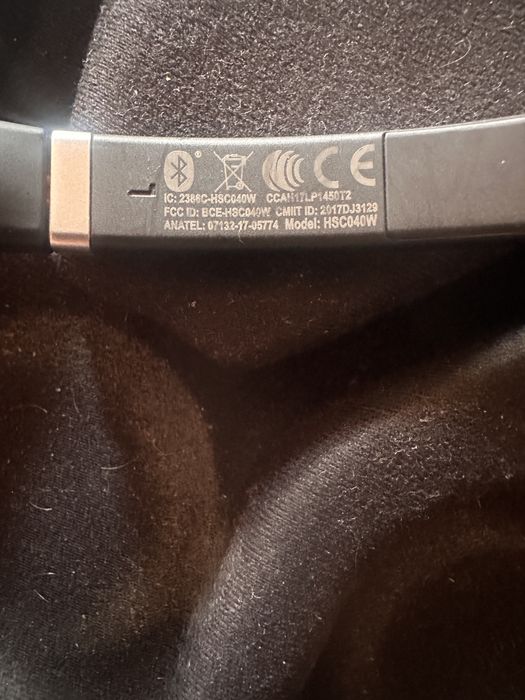 L
IC: 2386C-HSC040W CCAH17LP1450T2
FCC ID: BCE-HSC040W CMIIT ID: 2017DJ3129
ANATEL: 07132-17-05774 Model: HSC040W